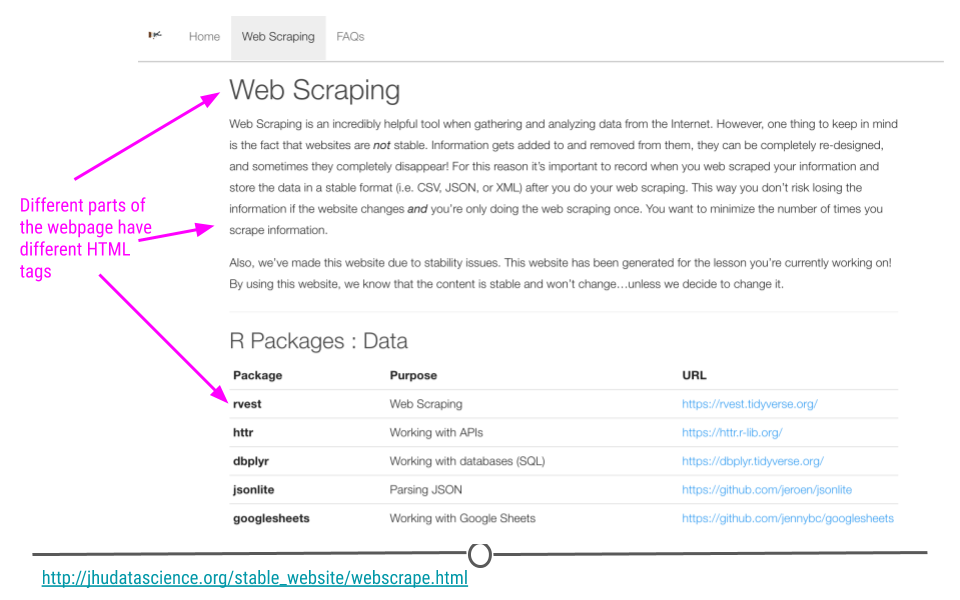 Home Web Scraping FAQs
Web Scraping
Web Scraping is an incredibly helpful tool when gathering and analyzing data from the Internet. However, one thing to keep in mind
is the fact that websites are not stable. Information gets added to and removed from them, they can be completely re-designed,
and sometimes they completely disappear! For this reason it's important to record when you web scraped your information and
store the data in a stable format (i.e. CSV, JSON, or XML) after you do your web scraping. This way you don't risk losing the
information if the website changes and you're only doing the web scraping once. You want to minimize the number of times you
scrape information.
Also, we've made this website due to stability issues. This website has been generated for the lesson you're currently working on!
By using this website, we know that the content is stable and won't change…unless we decide to change it.
Different parts of
the webpage have
different HTML
tags
R Packages : Data
Package Purpose URL
rvest Web Scraping https://rvest.tidyverse.org/
httr Working with APIs https://httr.r-lib.org/
dbplyr Working with databases (SQL) https://dbplyr.tidyverse.org/
jsonlite Parsing JSON https://github.com/jeroen/jsonlite
googlesheets Working with Google Sheets https://github.com/jennybc/googlesheets
http://jhudatascience.org/stable_website/webscrape.html